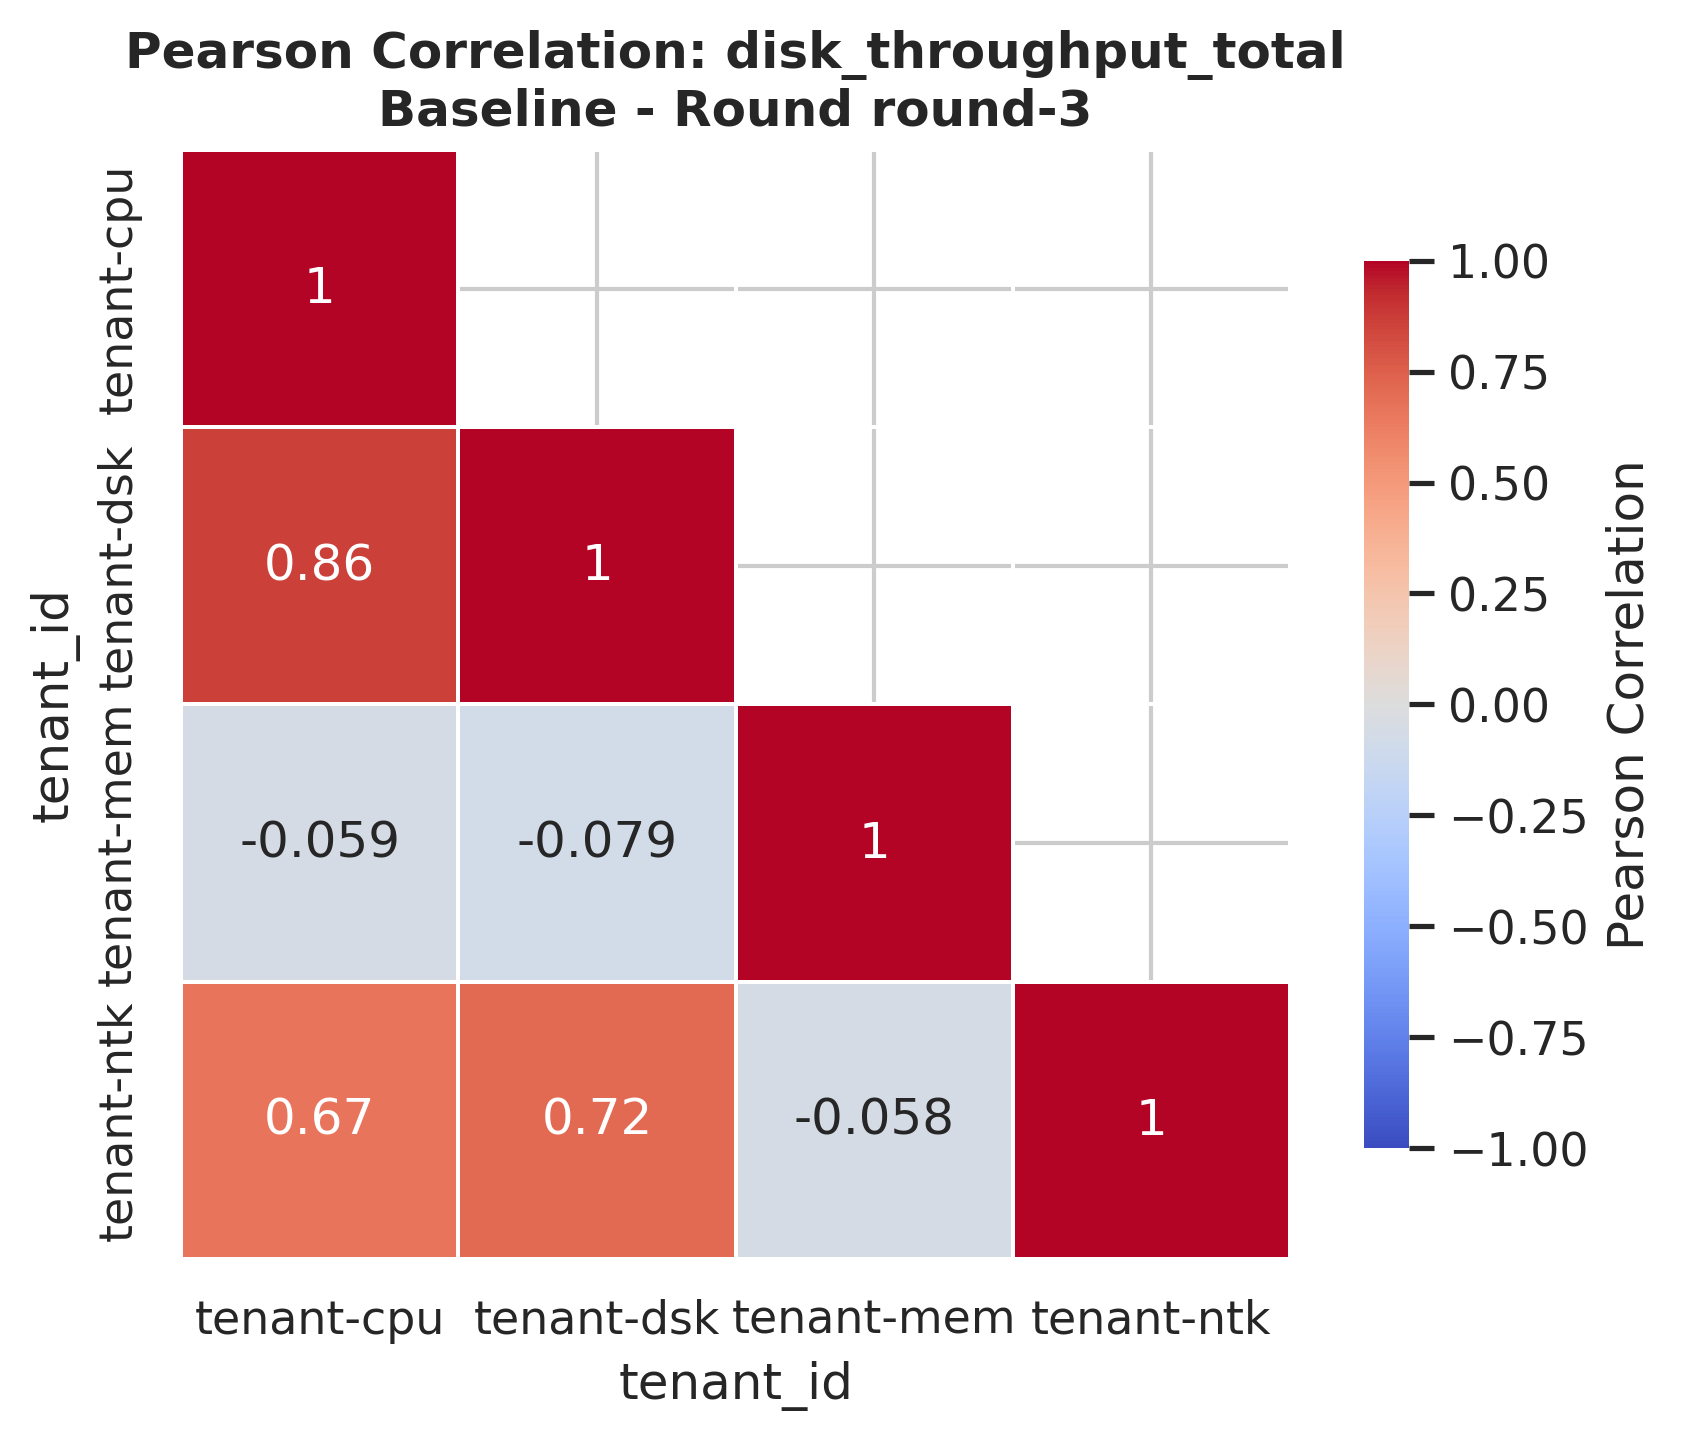 Pearson Correlation: disk_throughput_total
Baseline - Round round-3
tenant_id
tenant-cpu
tenant-dsk
tenant-mem
tenant-ntk
1
0.86
1
-0.059
-0.079
1
0.67
0.72
-0.058
1
tenant-cpu
tenant-dsk
tenant-mem
tenant-ntk
tenant_id
1.00
0.75
0.50
0.25
0.00
−0.25
−0.50
−0.75
−1.00
Pearson Correlation